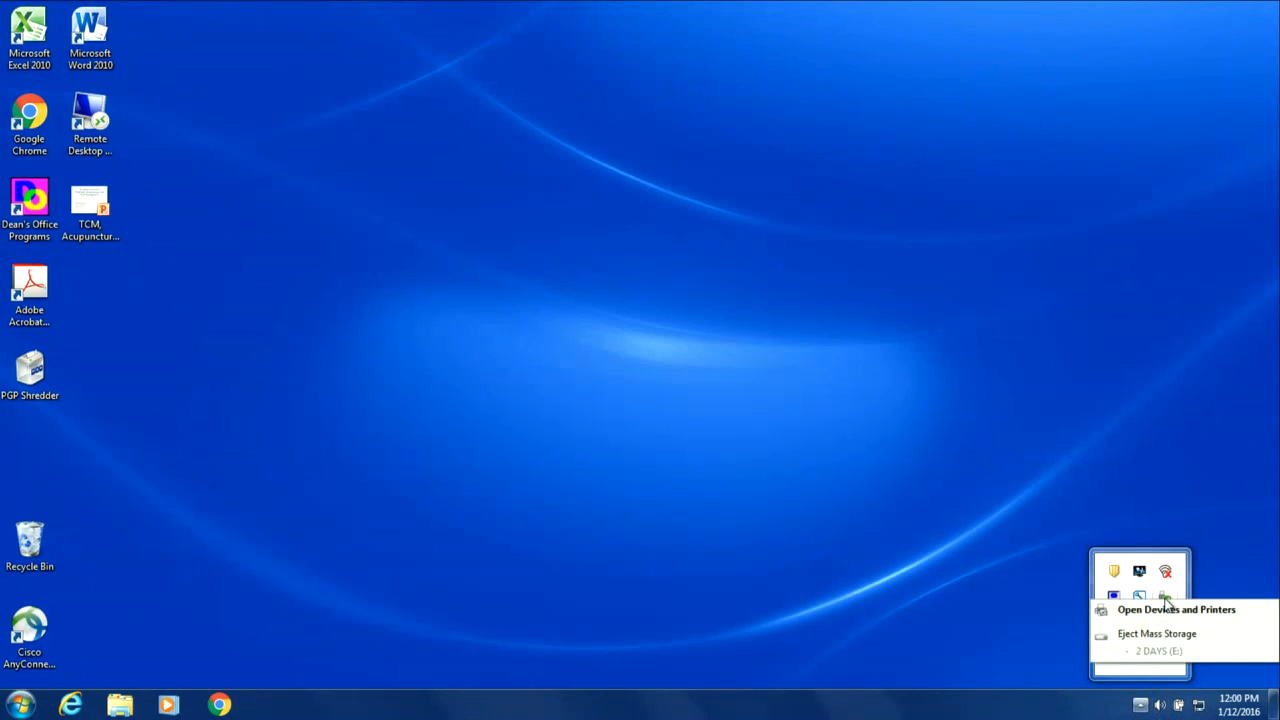 Microsoft
Excel 2010
Microsoft
Word 2010
Google
Chrome
Remote
Desktop ...
Dean's Office
Programs
TCM,
Acupunctur...
Adobe
Acrobat...
PGP Shredder
Recycle Bin
Cisco
AnyConne...
Open Devices and Printers
Eject Mass Storage
- 2 DAYS (E:)
12:00 PM
1/12/2016